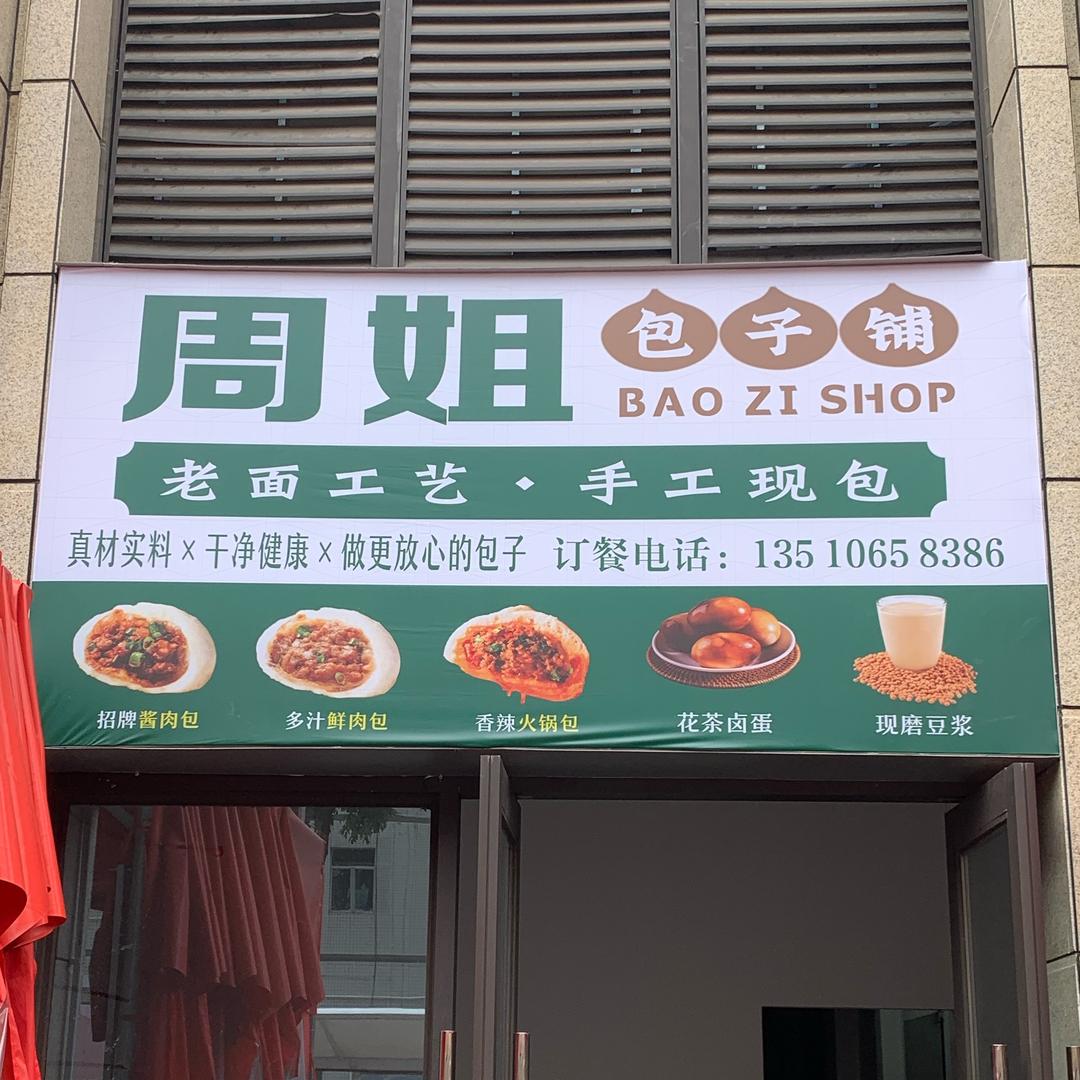 周姐 包子铺
BAO ZI SHOP
老面工艺·手工现包
真材实料×干净健康×做更放心的包子 订餐电话：135 1065 8386
招牌酱肉包 多汁鲜肉包 香辣火锅包 花茶卤蛋 现磨豆浆